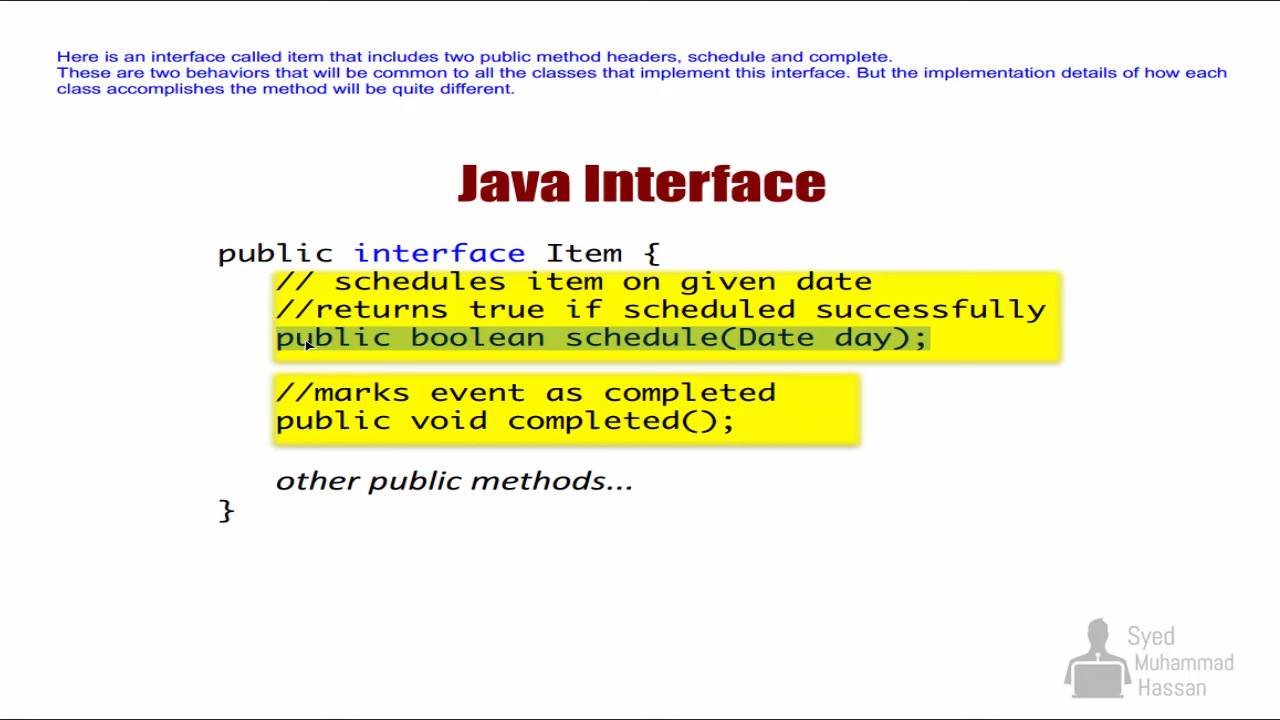 Here is an interface called item that includes two public method headers, schedule and complete.
These are two behaviors that will be common to all the classes that implement this interface. But the implementation details of how each
class accomplishes the method will be quite different.
Java Interface
public interface Item {
// schedules item on given date
//returns true if scheduled successfully
public boolean schedule(Date day);
//marks event as completed
public void completed();
other public methods...
}
Syed
Muhammad
Hassan